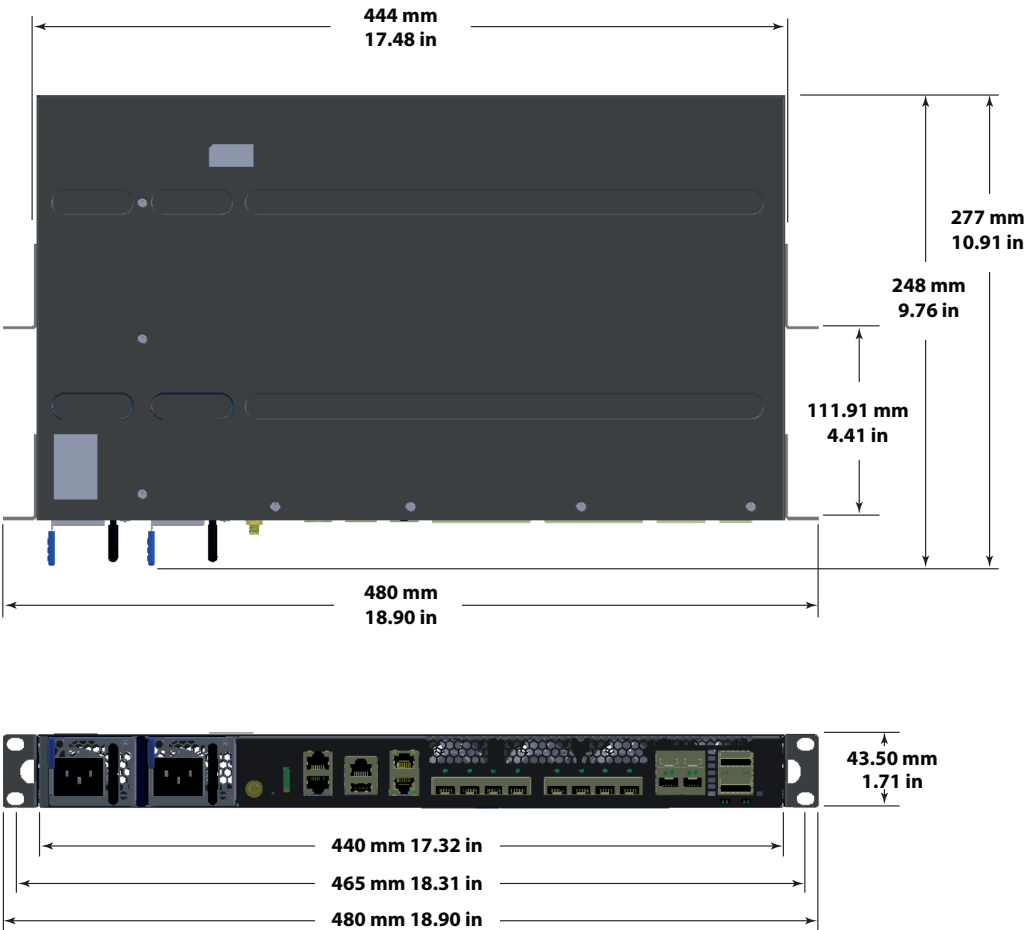 444 mm
17.48 in
277 mm
10.91 in
248 mm
9.76 in
111.91 mm
4.41 in
480 mm
18.90 in
43.50 mm
1.71 in
440 mm 17.32 in
465 mm 18.31 in
480 mm 18.90 in